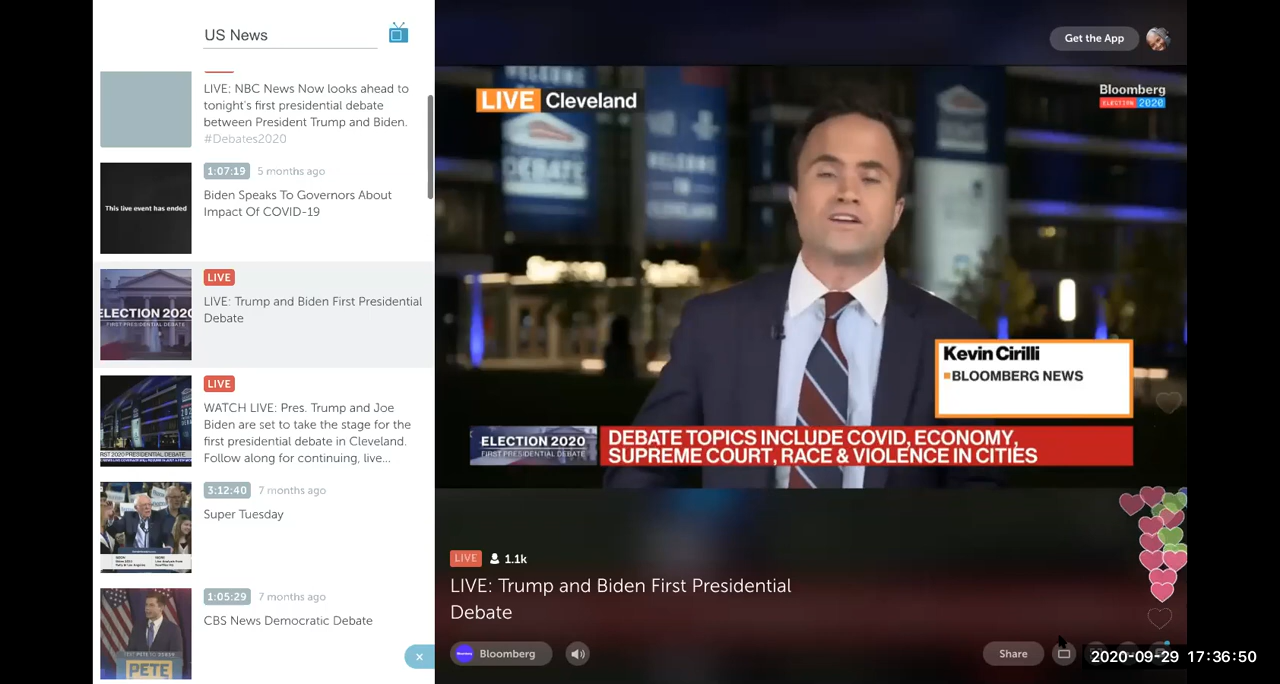 US News
LIVE: NBC News Now looks ahead to
tonight's first presidential debate
between President Trump and Biden.
#Debates2020
1:07:19 5 months ago
This live event has ended
Biden Speaks To Governors About
Impact Of COVID-19
LIVE
ELECTION 2020
FIRST PRESIDENTIAL DEBATE
LIVE: Trump and Biden First Presidential
Debate
LIVE
WATCH LIVE: Pres. Trump and Joe
Biden are set to take the stage for the
first presidential debate in Cleveland.
Follow along for continuing, live...
3:12:40 7 months ago
Super Tuesday
1:05:29 7 months ago
CBS News Democratic Debate
PETE
×
Get the App
LIVE Cleveland
Bloomberg
ELECTION 2020
WELCOME
DEBATE
WELCOME
TO
CLEVELAND
Kevin Cirilli
BLOOMBERG NEWS
ELECTION 2020
FIRST PRESIDENTIAL DEBATE
DEBATE TOPICS INCLUDE COVID, ECONOMY,
SUPREME COURT, RACE & VIOLENCE IN CITIES
LIVE 1.1k
LIVE: Trump and Biden First Presidential
Debate
Bloomberg
Share
2020-09-29 17:36:50